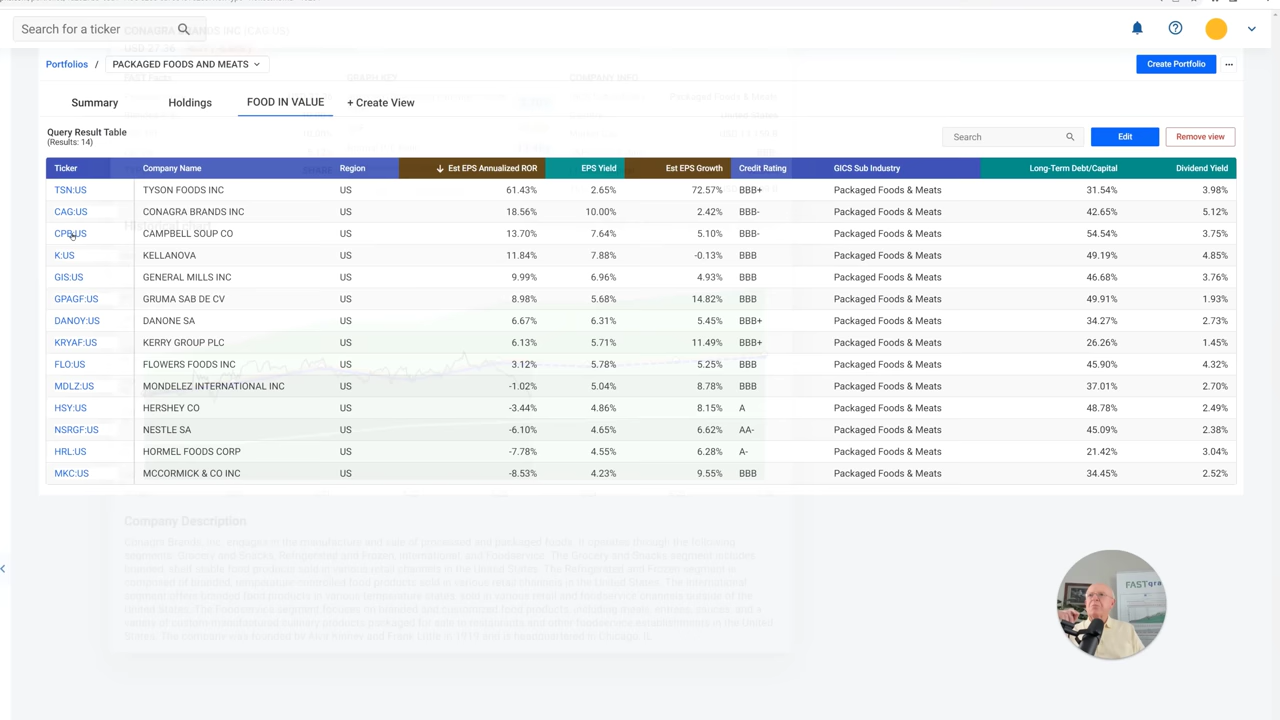 Search for a ticker
CONAGRA BRANDS INC (CAG:US)
Portfolios / PACKAGED FOODS AND MEATS
Create Portfolio
Summary Holdings FOOD IN VALUE + Create View
Query Result Table
(Results: 14)
Search Edit Remove view
Ticker Company Name Region Est EPS Annualized ROR EPS Yield Est EPS Growth Credit Rating GICS Sub Industry Long-Term Debt/Capital Dividend Yield
TSN:US TYSON FOODS INC US 61.43% 2.65% 72.57% BBB+ Packaged Foods & Meats 31.54% 3.98%
CAG:US CONAGRA BRANDS INC US 18.56% 10.00% 2.42% BBB- Packaged Foods & Meats 42.65% 5.12%
CPB:US CAMPBELL SOUP CO US 13.70% 7.64% 5.10% BBB- Packaged Foods & Meats 54.54% 3.75%
K:US KELLANOVA US 11.84% 7.88% -0.13% BBB Packaged Foods & Meats 49.19% 4.85%
GIS:US GENERAL MILLS INC US 9.99% 6.96% 4.93% BBB Packaged Foods & Meats 46.68% 3.76%
GPAGF:US GRUMA SAB DE CV US 8.98% 5.68% 14.82% BBB Packaged Foods & Meats 49.91% 1.93%
DANOY:US DANONE SA US 6.67% 6.31% 5.45% BBB+ Packaged Foods & Meats 34.27% 2.73%
KRYAF:US KERRY GROUP PLC US 6.13% 5.71% 11.49% BBB+ Packaged Foods & Meats 26.26% 1.45%
FLO:US FLOWERS FOODS INC US 3.12% 5.78% 5.25% BBB Packaged Foods & Meats 45.90% 4.32%
MDLZ:US MONDELEZ INTERNATIONAL INC US -1.02% 5.04% 8.78% BBB Packaged Foods & Meats 37.01% 2.70%
HSY:US HERSHEY CO US -3.44% 4.86% 8.15% A Packaged Foods & Meats 48.78% 2.49%
NSRGF:US NESTLE SA US -6.10% 4.65% 6.62% AA- Packaged Foods & Meats 45.09% 2.38%
HRL:US HORMEL FOODS CORP US -7.78% 4.55% 6.28% A- Packaged Foods & Meats 21.42% 3.04%
MKC:US MCCORMICK & CO INC US -8.53% 4.23% 9.55% BBB Packaged Foods & Meats 34.45% 2.52%
Company Description
FASTgra